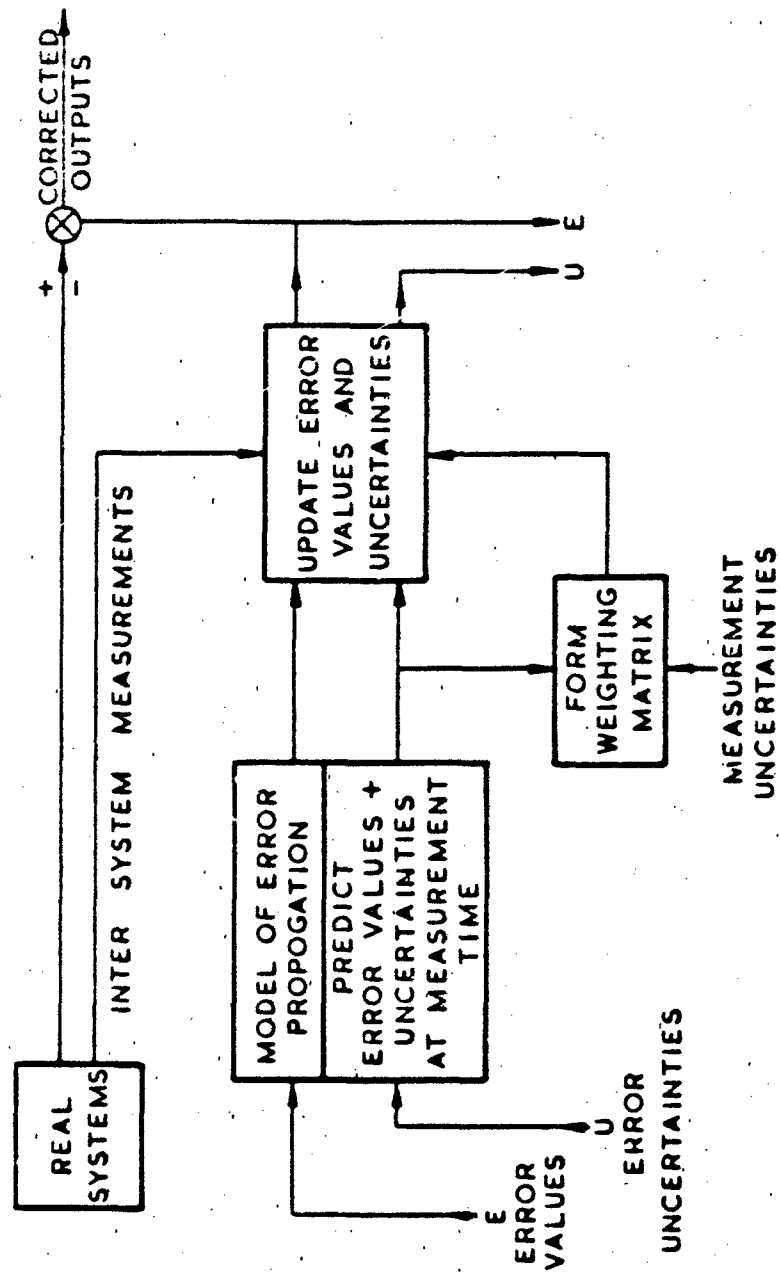 REAL
SYSTEMS
INTER SYSTEM MEASUREMENTS
+
−
CORRECTED
OUTPUTS
MODEL OF ERROR
PROPOGATION
PREDICT
ERROR VALUES +
UNCERTAINTIES
AT MEASUREMENT
TIME
UPDATE ERROR
VALUES AND
UNCERTAINTIES
FORM
WEIGHTING
MATRIX
MEASUREMENT
UNCERTAINTIES
E
ERROR
VALUES
U
ERROR
UNCERTAINTIES
U
E